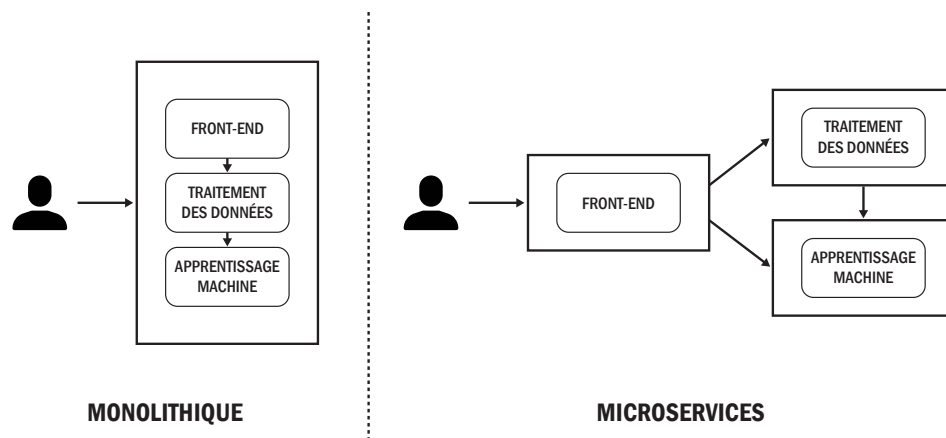 FRONT-END
TRAITEMENT
DES DONNÉES
APPRENTISSAGE
MACHINE
MONOLITHIQUE
FRONT-END
TRAITEMENT
DES DONNÉES
APPRENTISSAGE
MACHINE
MICROSERVICES